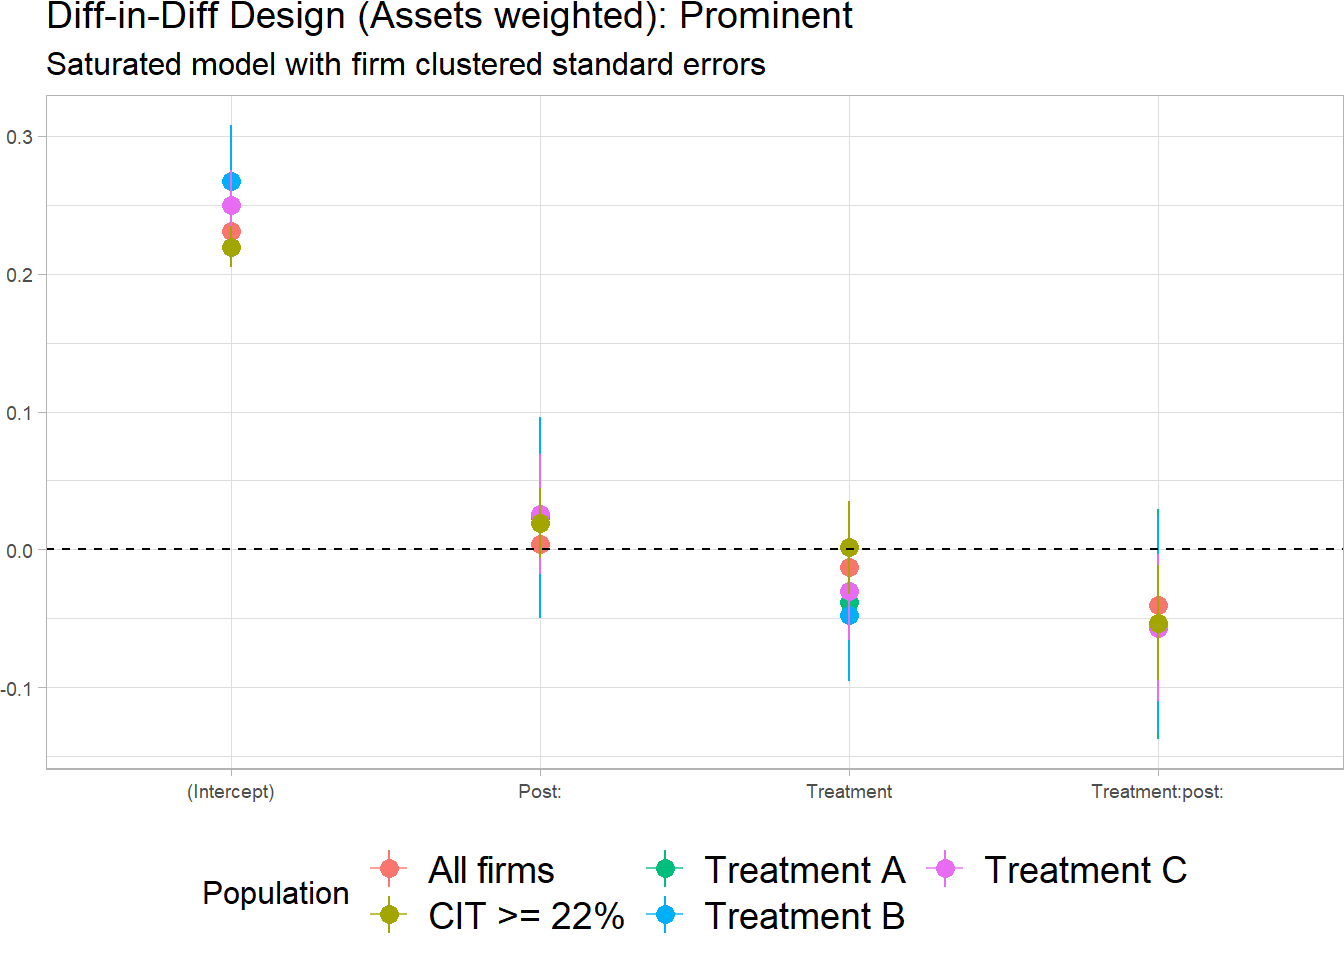 Diff-in-Diff Design (Assets weighted): Prominent
Saturated model with firm clustered standard errors
0.3
0.2
0.1
0.0
-0.1
(Intercept) Post: Treatment Treatment:post:
Population
All firms Treatment A Treatment C
CIT >= 22% Treatment B